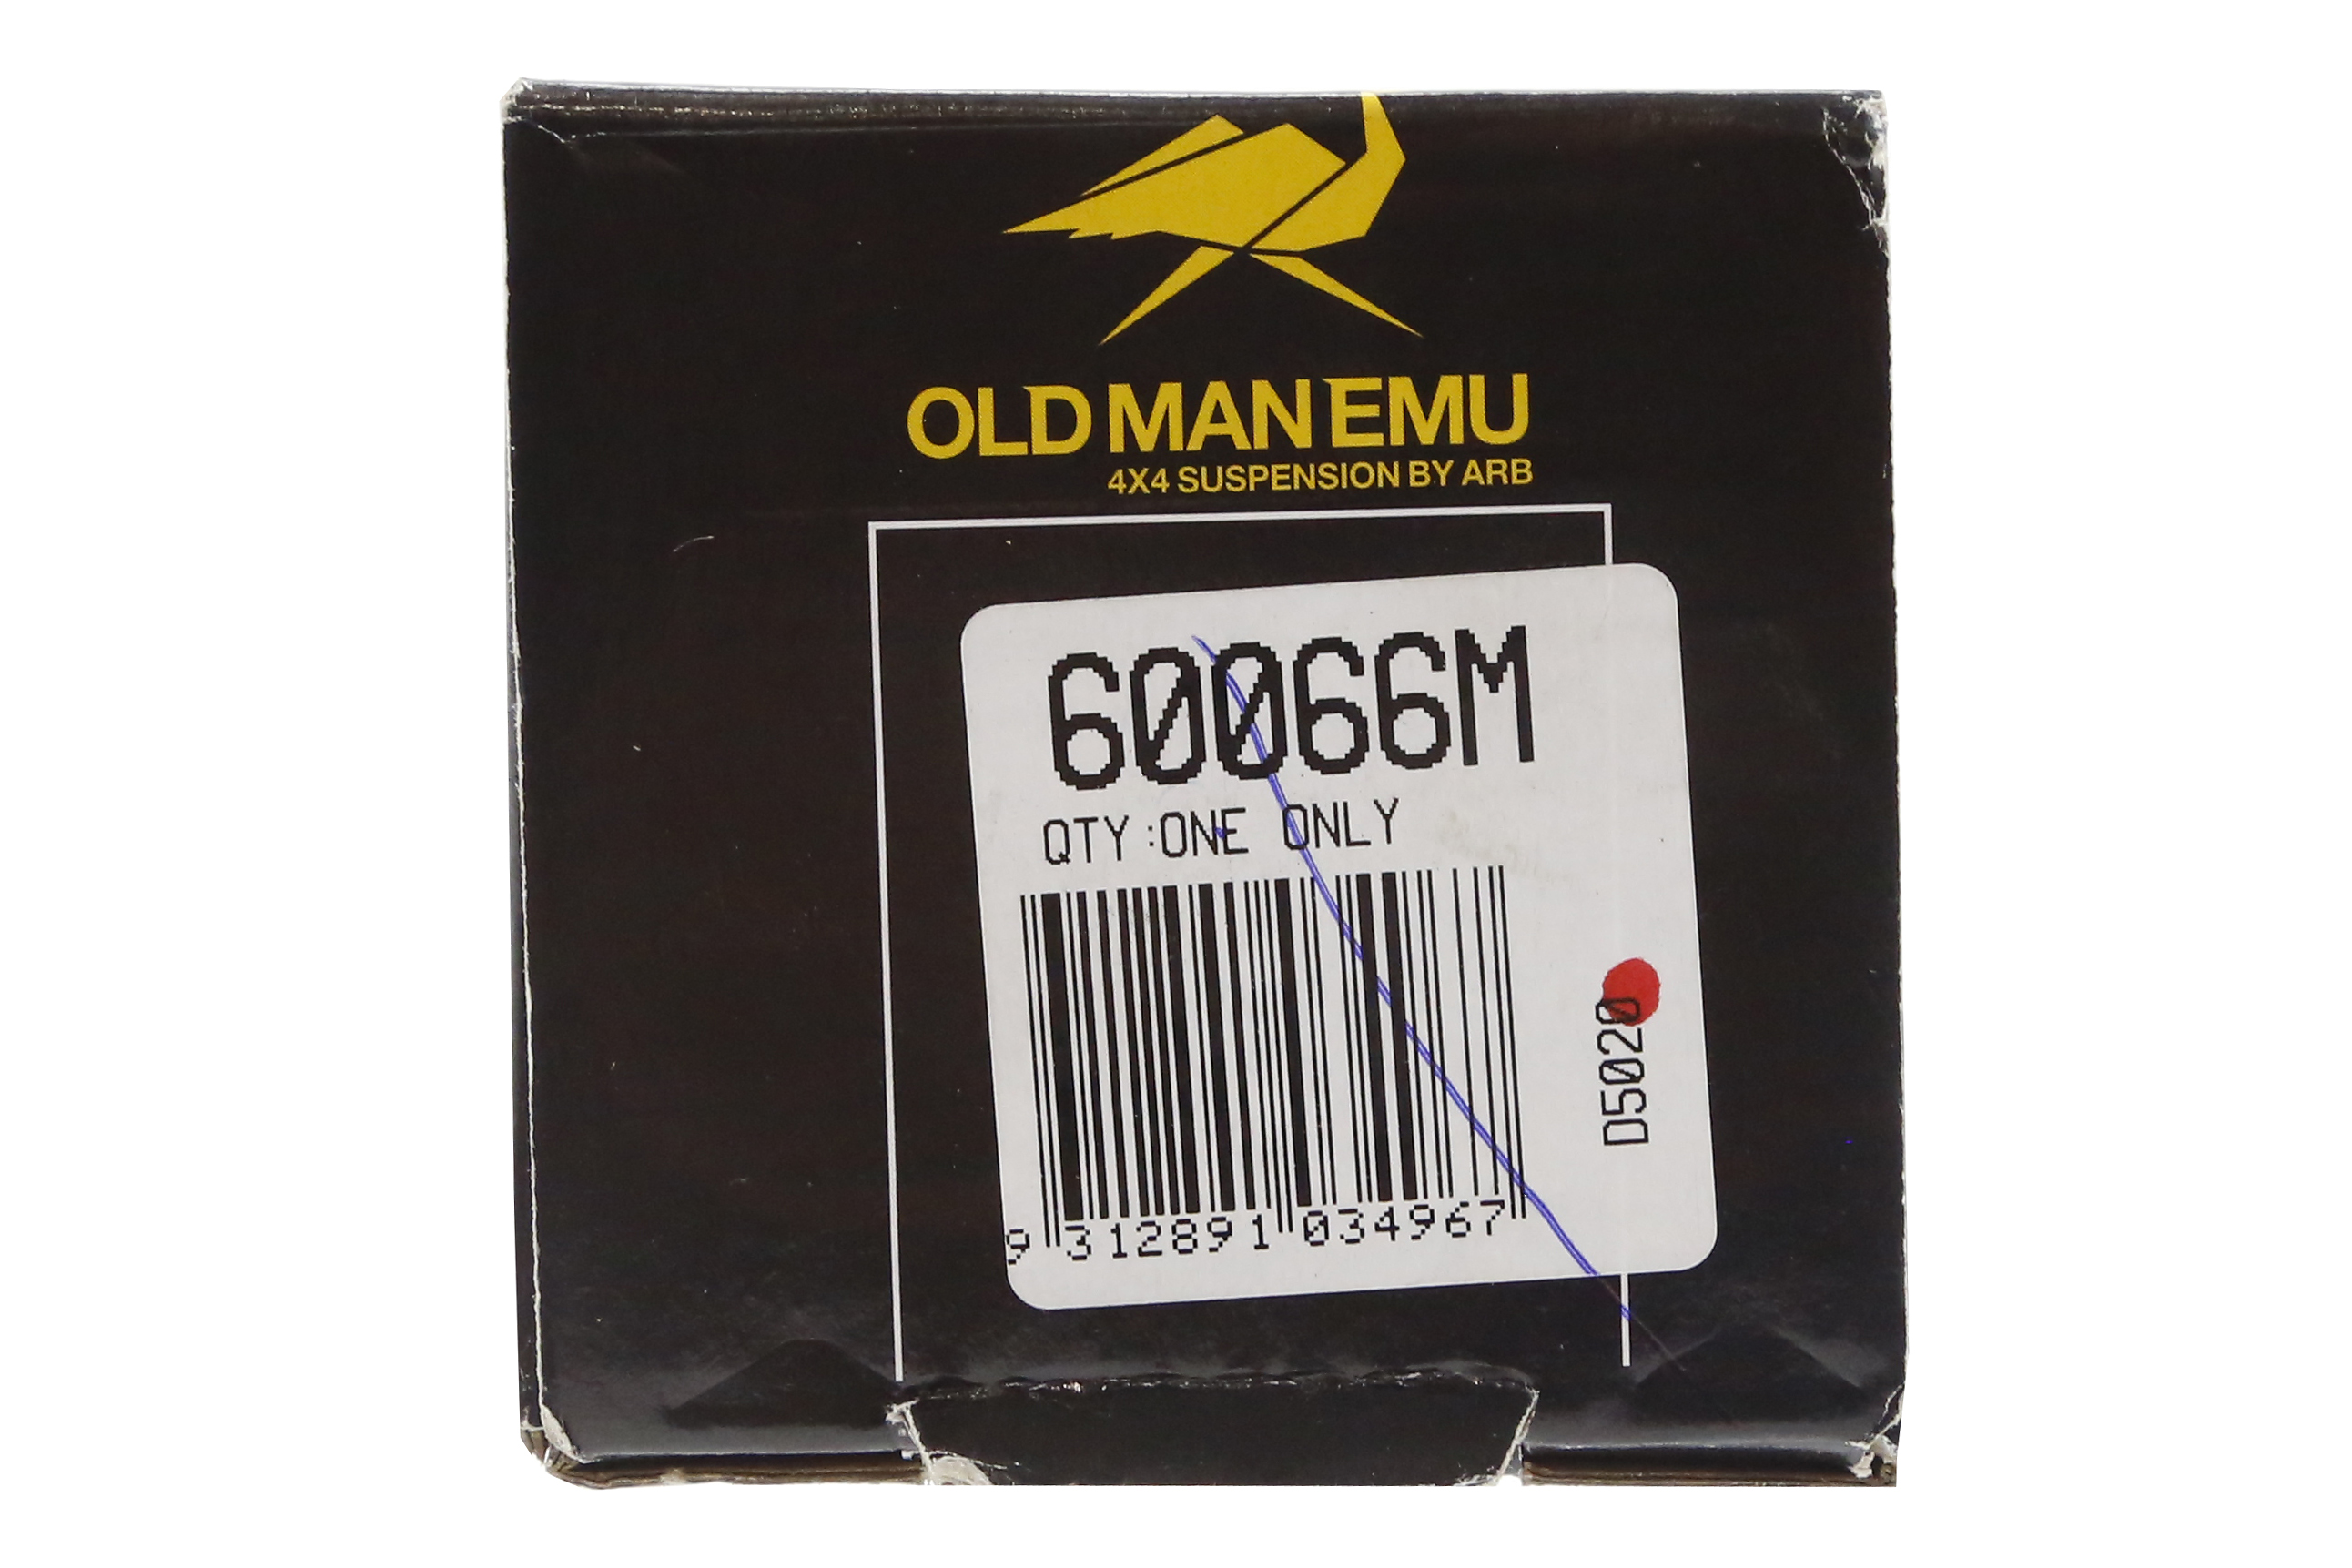 OLD MAN EMU
4X4 SUSPENSION BY ARB
60066M
QTY :ONE ONLY
9 312891 034967
D5020